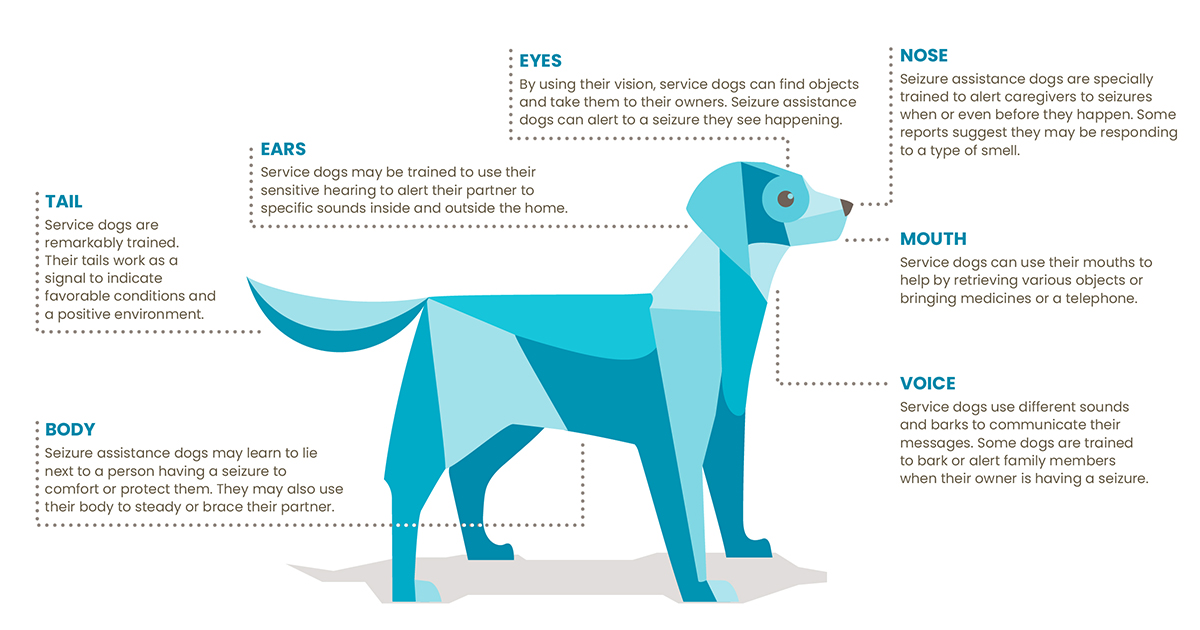 EYES
By using their vision, service dogs can find objects
and take them to their owners. Seizure assistance
dogs can alert to a seizure they see happening.
NOSE
Seizure assistance dogs are specially
trained to alert caregivers to seizures
when or even before they happen. Some
reports suggest they may be responding
to a type of smell.
EARS
Service dogs may be trained to use their
sensitive hearing to alert their partner to
specific sounds inside and outside the home.
TAIL
Service dogs are
remarkably trained.
Their tails work as a
signal to indicate
favorable conditions and
a positive environment.
MOUTH
Service dogs can use their mouths to
help by retrieving various objects or
bringing medicines or a telephone.
VOICE
Service dogs use different sounds
and barks to communicate their
messages. Some dogs are trained
to bark or alert family members
when their owner is having a seizure.
BODY
Seizure assistance dogs may learn to lie
next to a person having a seizure to
comfort or protect them. They may also use
their body to steady or brace their partner.